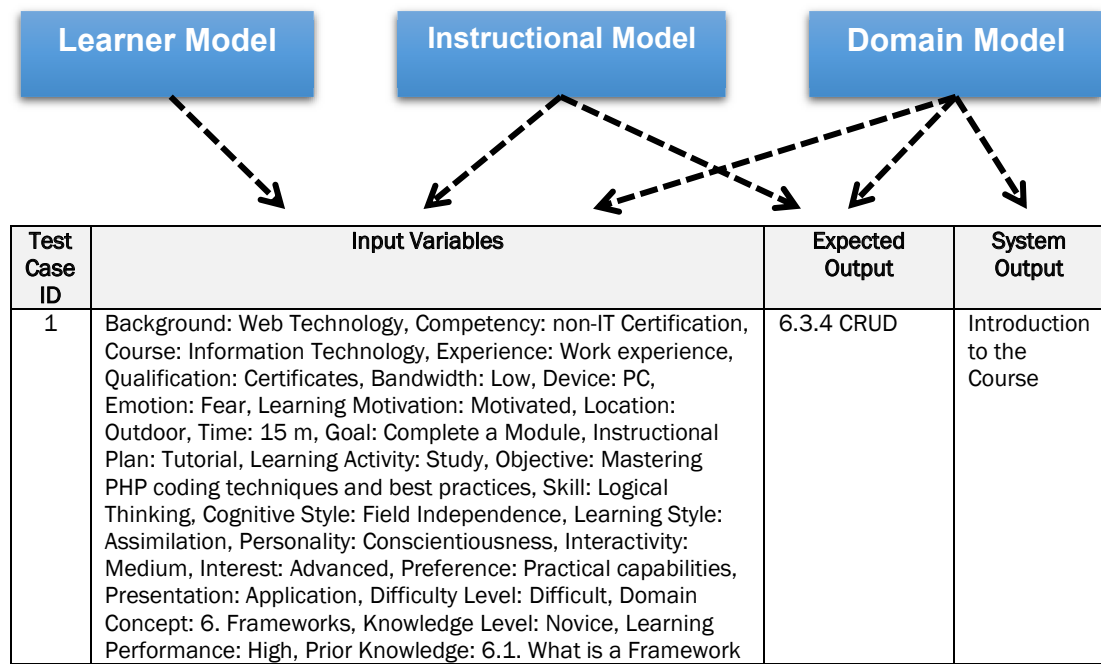 Learner Model
Instructional Model
Domain Model
Test
Case
ID
Input Variables
Expected
Output
System
Output
1
Background: Web Technology, Competency: non-IT Certification,
Course: Information Technology, Experience: Work experience,
Qualification: Certificates, Bandwidth: Low, Device: PC,
Emotion: Fear, Learning Motivation: Motivated, Location:
Outdoor, Time: 15 m, Goal: Complete a Module, Instructional
Plan: Tutorial, Learning Activity: Study, Objective: Mastering
PHP coding techniques and best practices, Skill: Logical
Thinking, Cognitive Style: Field Independence, Learning Style:
Assimilation, Personality: Conscientiousness, Interactivity:
Medium, Interest: Advanced, Preference: Practical capabilities,
Presentation: Application, Difficulty Level: Difficult, Domain
Concept: 6. Frameworks, Knowledge Level: Novice, Learning
Performance: High, Prior Knowledge: 6.1. What is a Framework
6.3.4 CRUD
Introduction
to the
Course